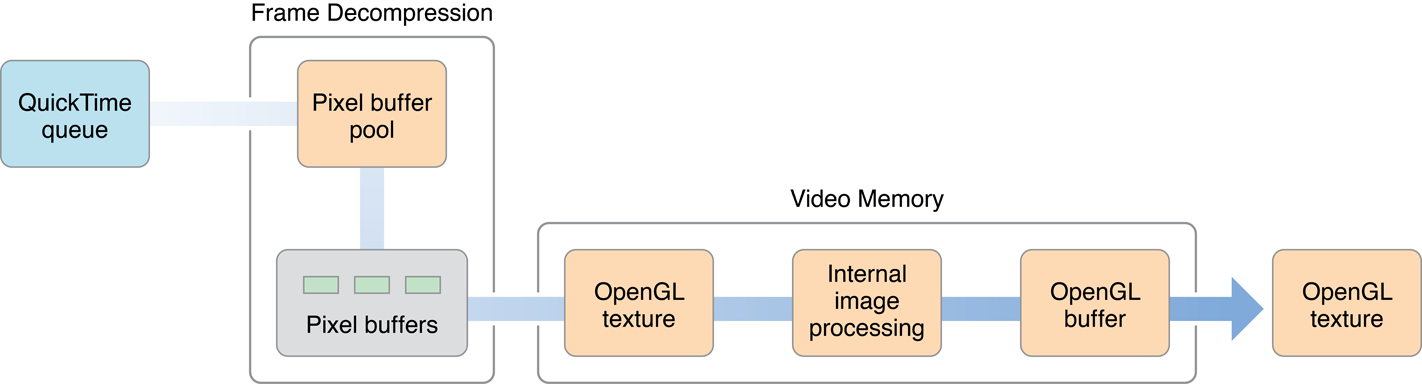 Frame Decompression
QuickTime
queue
Pixel buffer
pool
Pixel buffers
Video Memory
OpenGL
texture
Internal
image
processing
OpenGL
buffer
OpenGL
texture